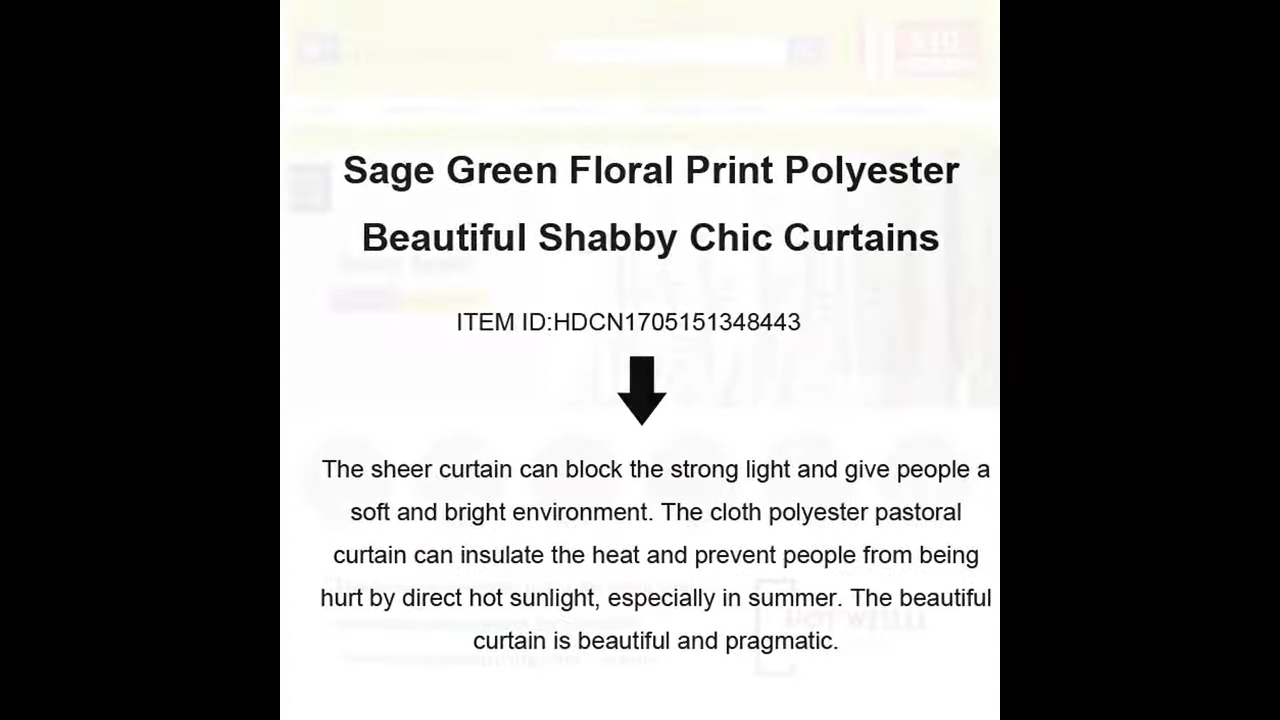 Sage Green Floral Print Polyester
Beautiful Shabby Chic Curtains
ITEM ID:HDCN1705151348443
The sheer curtain can block the strong light and give people a
soft and bright environment. The cloth polyester pastoral
curtain can insulate the heat and prevent people from being
hurt by direct hot sunlight, especially in summer. The beautiful
curtain is beautiful and pragmatic.